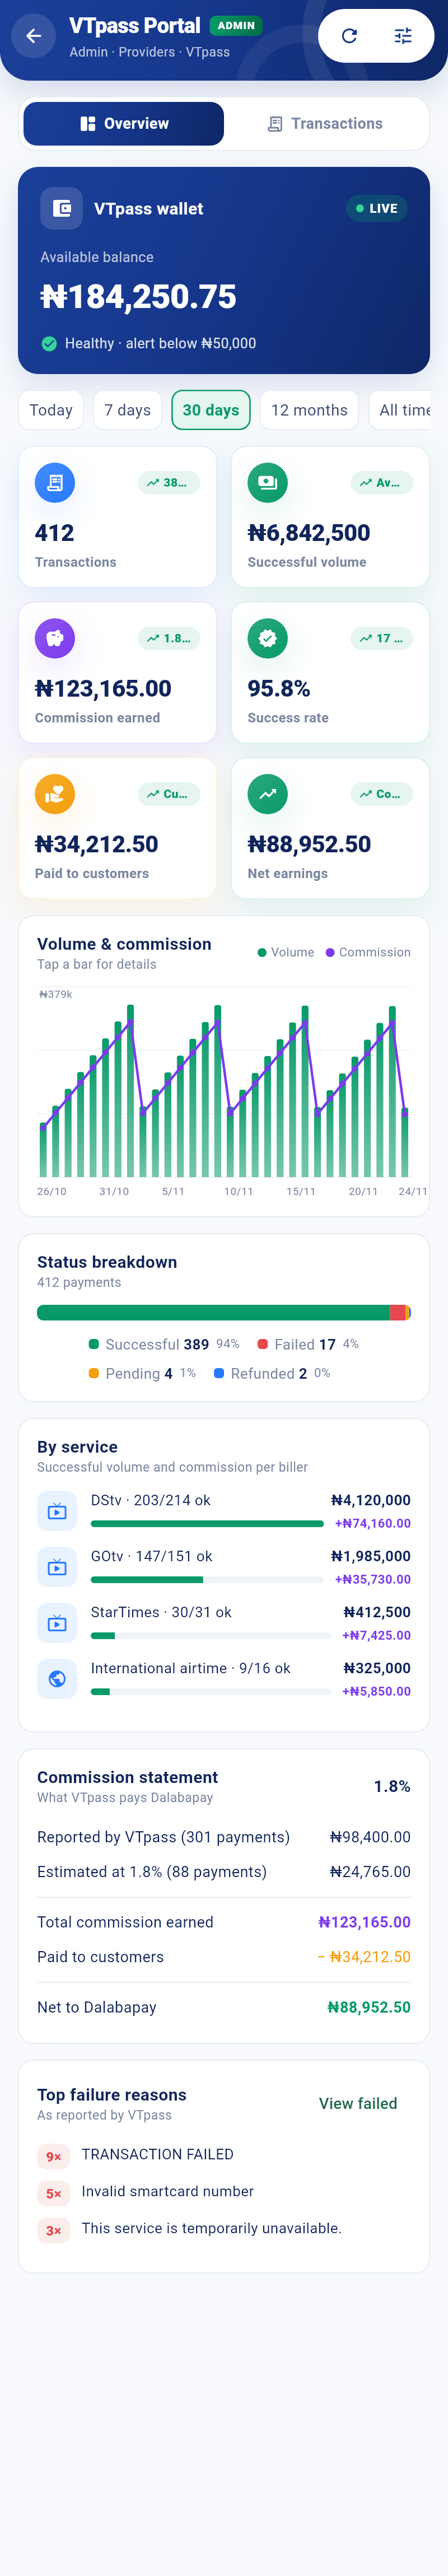 VTpass Portal ADMIN
Admin · Providers · VTpass
Overview
Transactions
VTpass wallet
LIVE
Available balance
₦184,250.75
Healthy · alert below ₦50,000
Today 7 days 30 days 12 months All time
38…
412
Transactions
Av…
₦6,842,500
Successful volume
1.8…
₦123,165.00
Commission earned
17 …
95.8%
Success rate
Cu…
₦34,212.50
Paid to customers
Co…
₦88,952.50
Net earnings
Volume & commission
Tap a bar for details
Volume Commission
₦379k
26/10 31/10 5/11 10/11 15/11 20/11 24/11
Status breakdown
412 payments
Successful 389 94% Failed 17 4%
Pending 4 1% Refunded 2 0%
By service
Successful volume and commission per biller
DStv · 203/214 ok ₦4,120,000
+₦74,160.00
GOtv · 147/151 ok ₦1,985,000
+₦35,730.00
StarTimes · 30/31 ok ₦412,500
+₦7,425.00
International airtime · 9/16 ok ₦325,000
+₦5,850.00
Commission statement
What VTpass pays Dalabapay
1.8%
Reported by VTpass (301 payments) ₦98,400.00
Estimated at 1.8% (88 payments) ₦24,765.00
Total commission earned ₦123,165.00
Paid to customers − ₦34,212.50
Net to Dalabapay ₦88,952.50
Top failure reasons
As reported by VTpass
View failed
9× TRANSACTION FAILED
5× Invalid smartcard number
3× This service is temporarily unavailable.